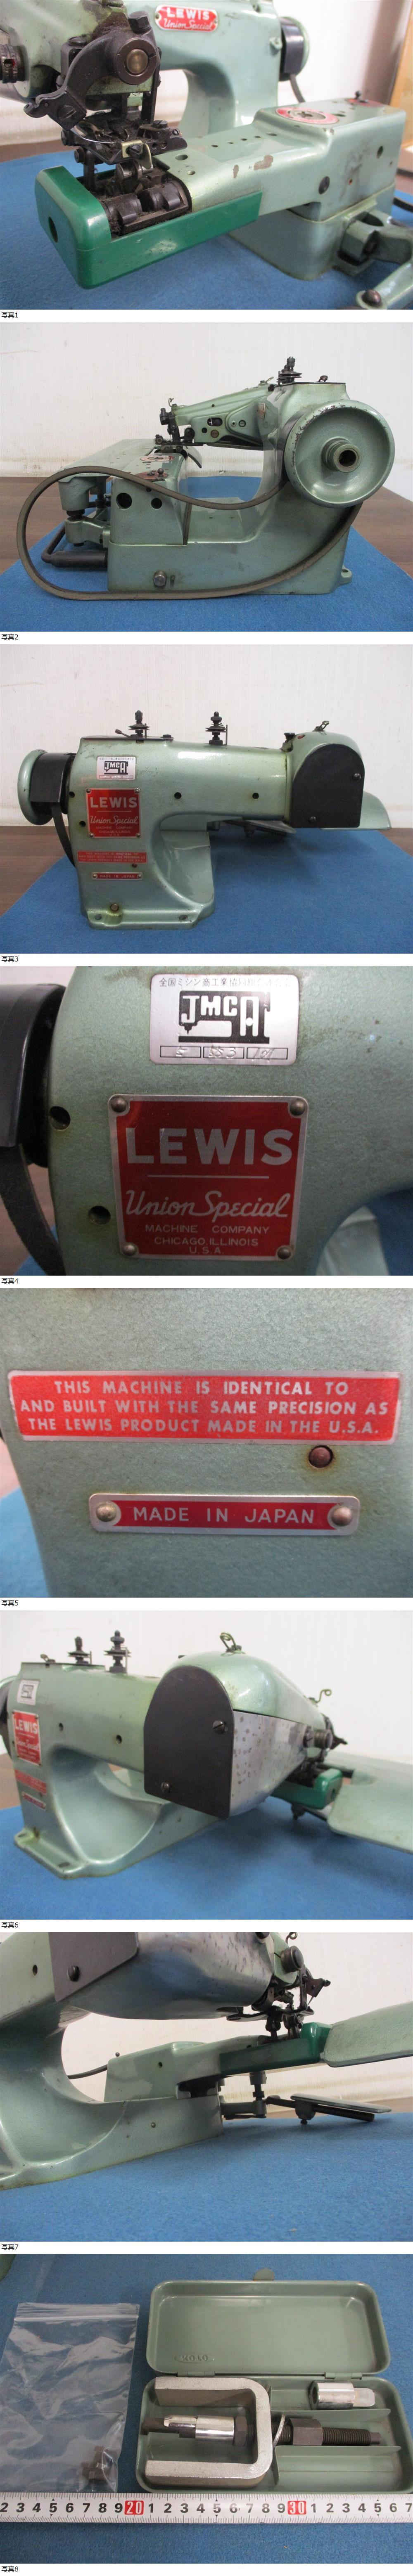 LEWIS
Union Special
写真1
写真2
JMCA
LEWIS
Union Special
MADE IN JAPAN
写真3
全国ミシン商工業協
JMCA
LEWIS
Union Special
MACHINE COMPANY
CHICAGO, ILLINOIS
U.S.A.
写真4
THIS MACHINE IS IDENTICAL TO
AND BUILT WITH THE SAME PRECISION AS
THE LEWIS PRODUCT MADE IN THE U.S.A.
MADE IN JAPAN
写真5
写真6
写真7
2 3 4 5 6 7 8 9 20 1 2 3 4 5 6 7 8 9 30 1 2 3 4 5 6 7
写真8